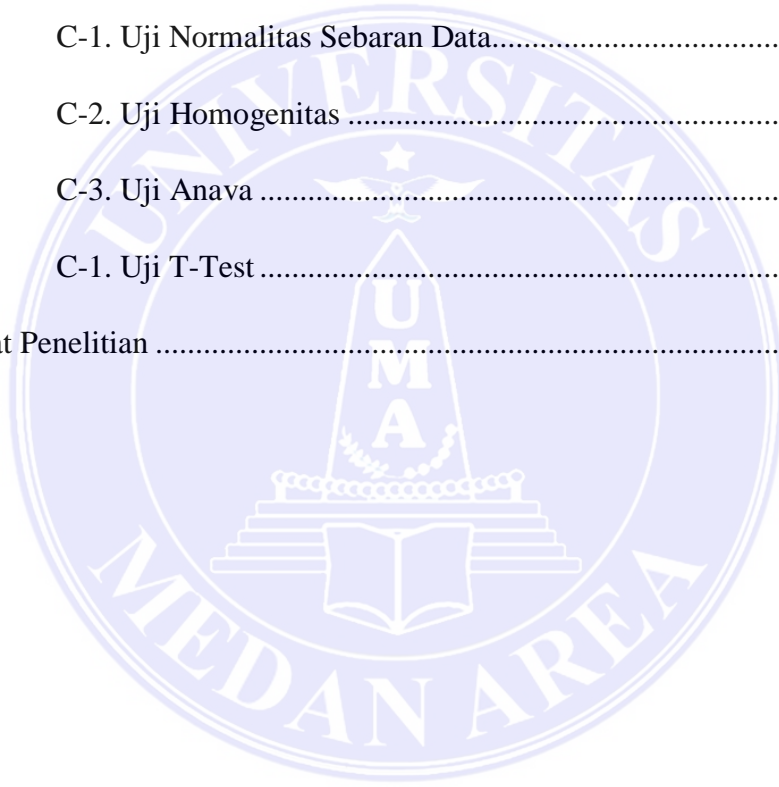 C-1. Uji Normalitas Sebaran Data....................................
C-2. Uji Homogenitas ......................................................
C-3. Uji Anava .................................................................
C-1. Uji T-Test .................................................................
Penelitian ..............................................................................
UNIVERSITAS
UMA
MEDAN AREA